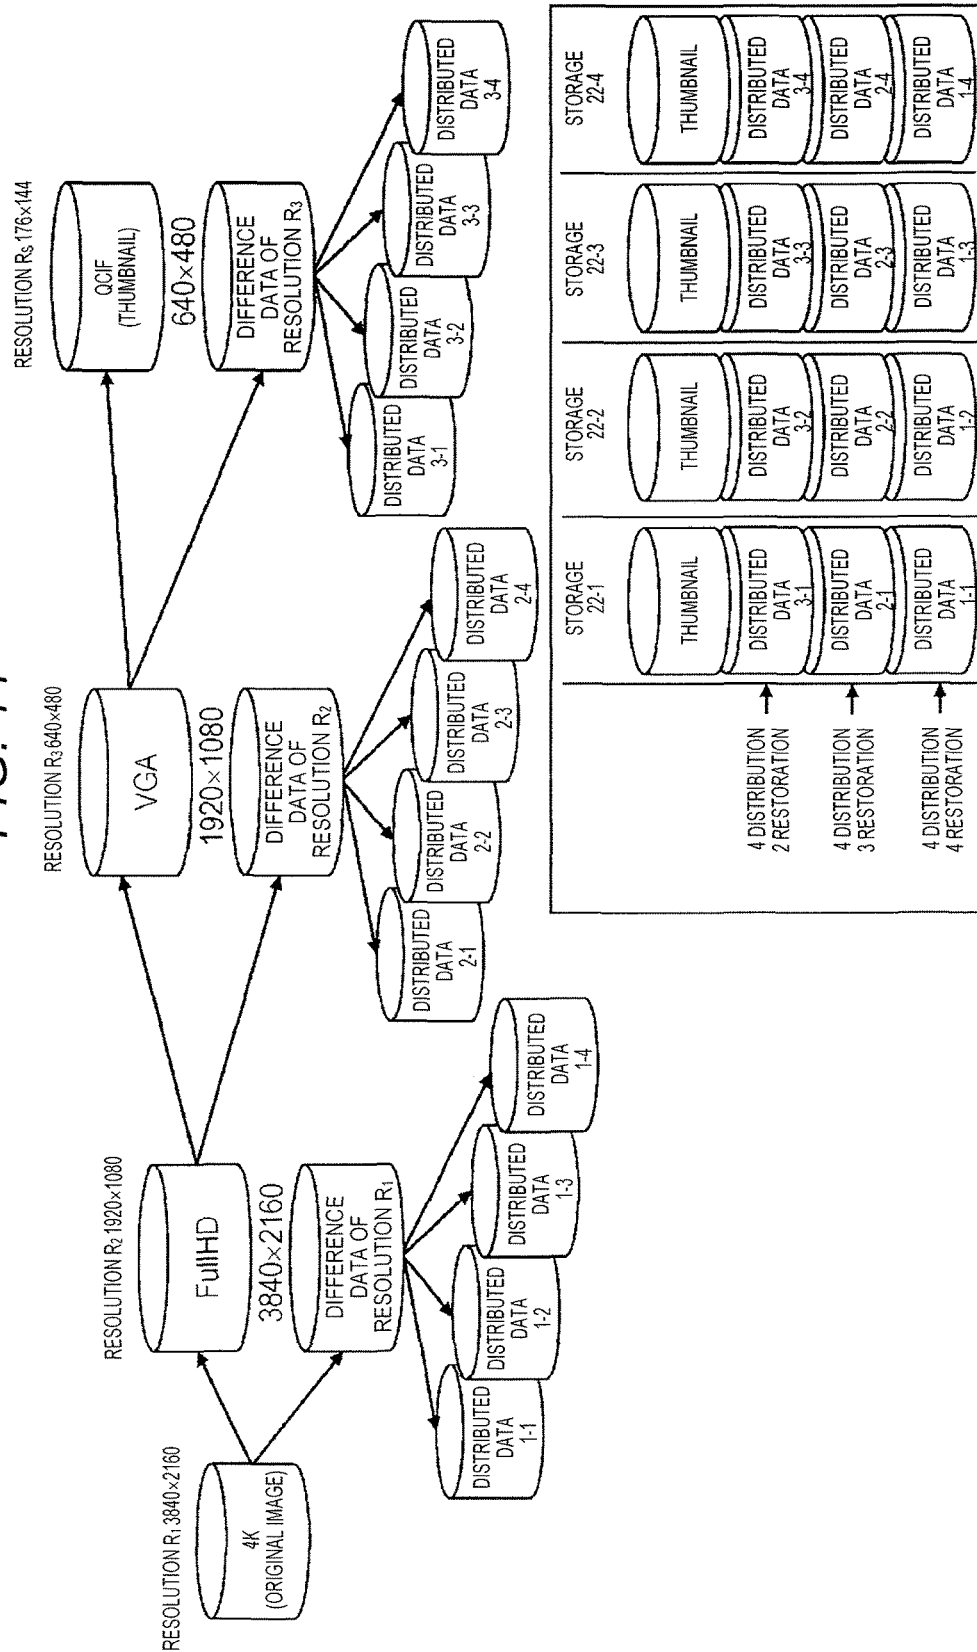 RESOLUTION R1 3840×2160
4K
(ORIGINAL IMAGE)
RESOLUTION R2 1920×1080
FullHD
3840×2160
DIFFERENCE
DATA OF
RESOLUTION R1
DISTRIBUTED
DATA
1-1
DISTRIBUTED
DATA
1-2
DISTRIBUTED
DATA
1-3
DISTRIBUTED
DATA
1-4
RESOLUTION R3 640×480
VGA
1920×1080
DIFFERENCE
DATA OF
RESOLUTION R2
DISTRIBUTED
DATA
2-1
DISTRIBUTED
DATA
2-2
DISTRIBUTED
DATA
2-3
DISTRIBUTED
DATA
2-4
RESOLUTION Rs 176×144
QCIF
(THUMBNAIL)
640×480
DIFFERENCE
DATA OF
RESOLUTION R3
DISTRIBUTED
DATA
3-1
DISTRIBUTED
DATA
3-2
DISTRIBUTED
DATA
3-3
DISTRIBUTED
DATA
3-4
4 DISTRIBUTION
2 RESTORATION
4 DISTRIBUTION
3 RESTORATION
4 DISTRIBUTION
4 RESTORATION
STORAGE
22-1
THUMBNAIL
DISTRIBUTED
DATA
3-1
DISTRIBUTED
DATA
2-1
DISTRIBUTED
DATA
1-1
STORAGE
22-2
THUMBNAIL
DISTRIBUTED
DATA
3-2
DISTRIBUTED
DATA
2-2
DISTRIBUTED
DATA
1-2
STORAGE
22-3
THUMBNAIL
DISTRIBUTED
DATA
3-3
DISTRIBUTED
DATA
2-3
DISTRIBUTED
DATA
1-3
STORAGE
22-4
THUMBNAIL
DISTRIBUTED
DATA
3-4
DISTRIBUTED
DATA
2-4
DISTRIBUTED
DATA
1-4